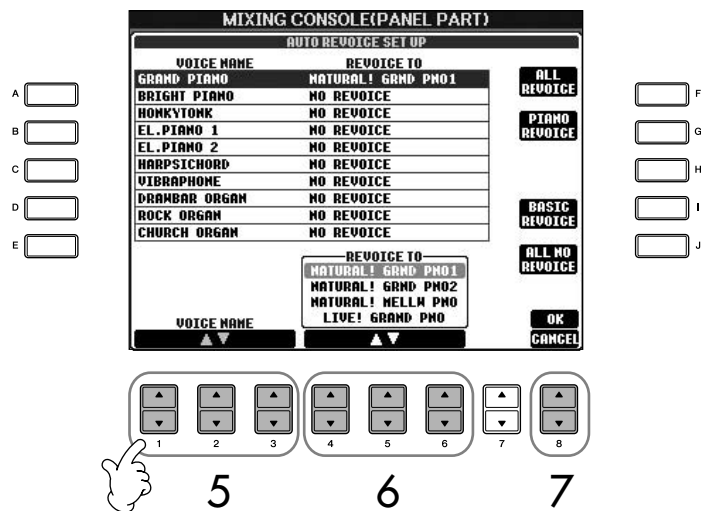 MIXING CONSOLE(PANEL PART)
AUTO REVOICE SET UP
VOICE NAME REVOICE TO
GRAND PIANO NATURAL! GRND PNO1
BRIGHT PIANO NO REVOICE
HONKYTONK NO REVOICE
EL.PIANO 1 NO REVOICE
EL.PIANO 2 NO REVOICE
HARPSICHORD NO REVOICE
VIBRAPHONE NO REVOICE
DRAWBAR ORGAN NO REVOICE
ROCK ORGAN NO REVOICE
CHURCH ORGAN NO REVOICE
ALL
REVOICE
PIANO
REVOICE
BASIC
REVOICE
ALL NO
REVOICE
REVOICE TO
NATURAL! GRND PNO1
NATURAL! GRND PNO2
NATURAL! MELLW PNO
LIVE! GRAND PNO
VOICE NAME
OK
CANCEL
A
B
C
D
E
F
G
H
I
J
1 2 3 4 5 6 7 8
5 6 7